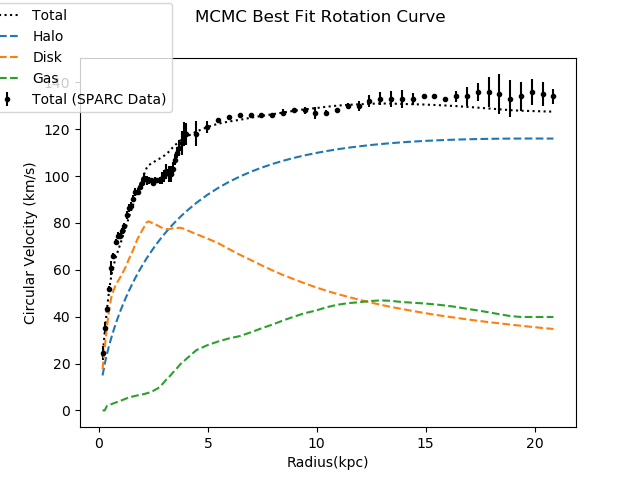 MCMC Best Fit Rotation Curve
Total
Halo
Disk
Gas
Total (SPARC Data)
140
120
100
80
60
40
20
0
Circular Velocity (km/s)
0 5 10 15 20
Radius(kpc)